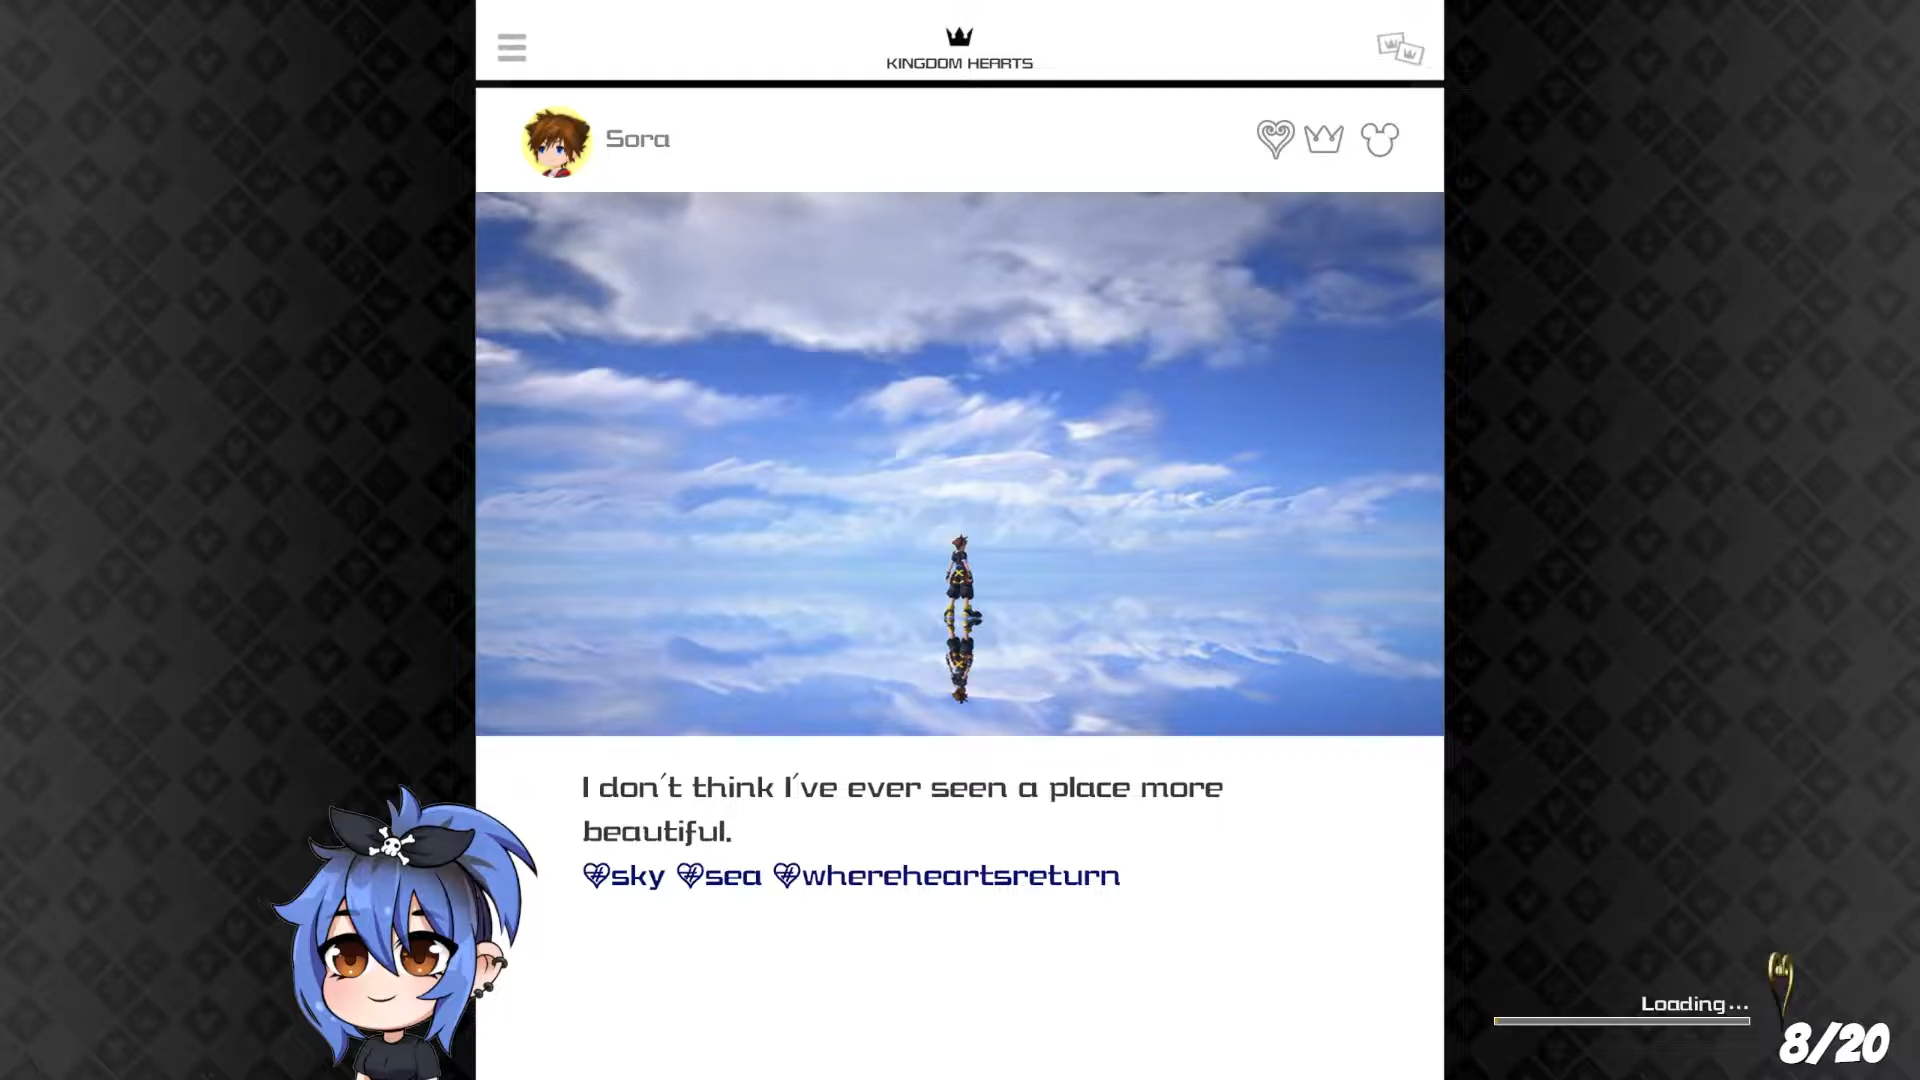 KINGDOM HEARTS
Sora
I don't think I've ever seen a place more
beautiful.
#sky #sea #whereheartsreturn
Loading...
8/20